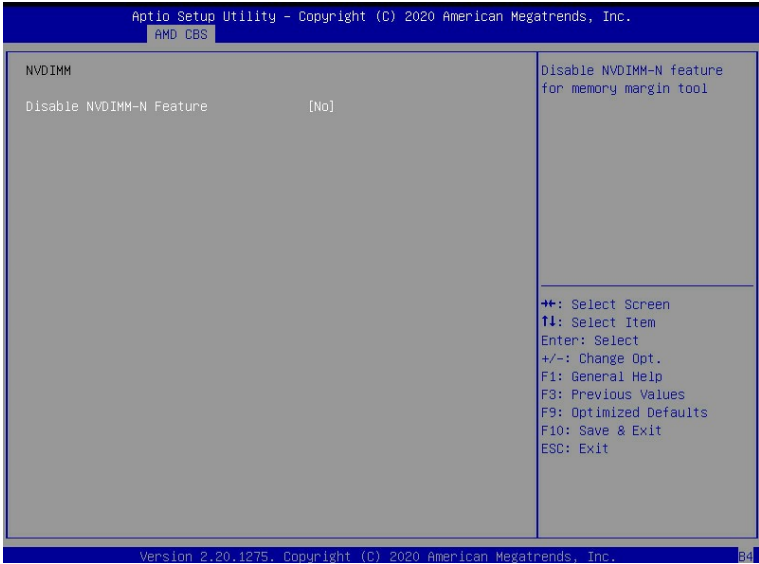 Aptio Setup Utility – Copyright (C) 2020 American Megatrends, Inc.
AMD CBS
NVDIMM
Disable NVDIMM-N Feature [No]
Disable NVDIMM-N feature
for memory margin tool
→←: Select Screen
↑↓: Select Item
Enter: Select
+/-: Change Opt.
F1: General Help
F3: Previous Values
F9: Optimized Defaults
F10: Save & Exit
ESC: Exit
Version 2.20.1275. Copyright (C) 2020 American Megatrends, Inc.
B4